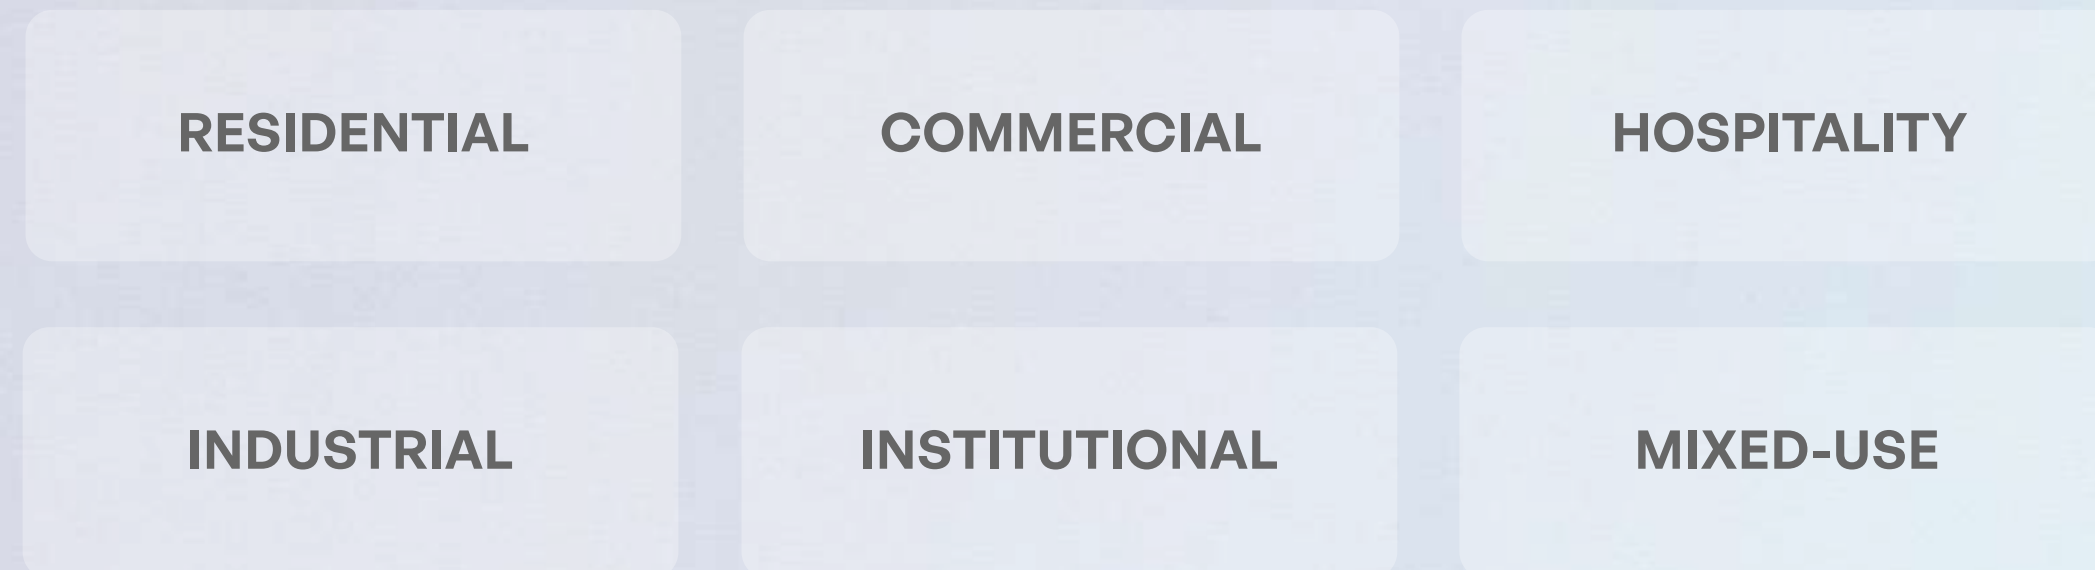 RESIDENTIAL
COMMERCIAL
HOSPITALITY
INDUSTRIAL
INSTITUTIONAL
MIXED-USE